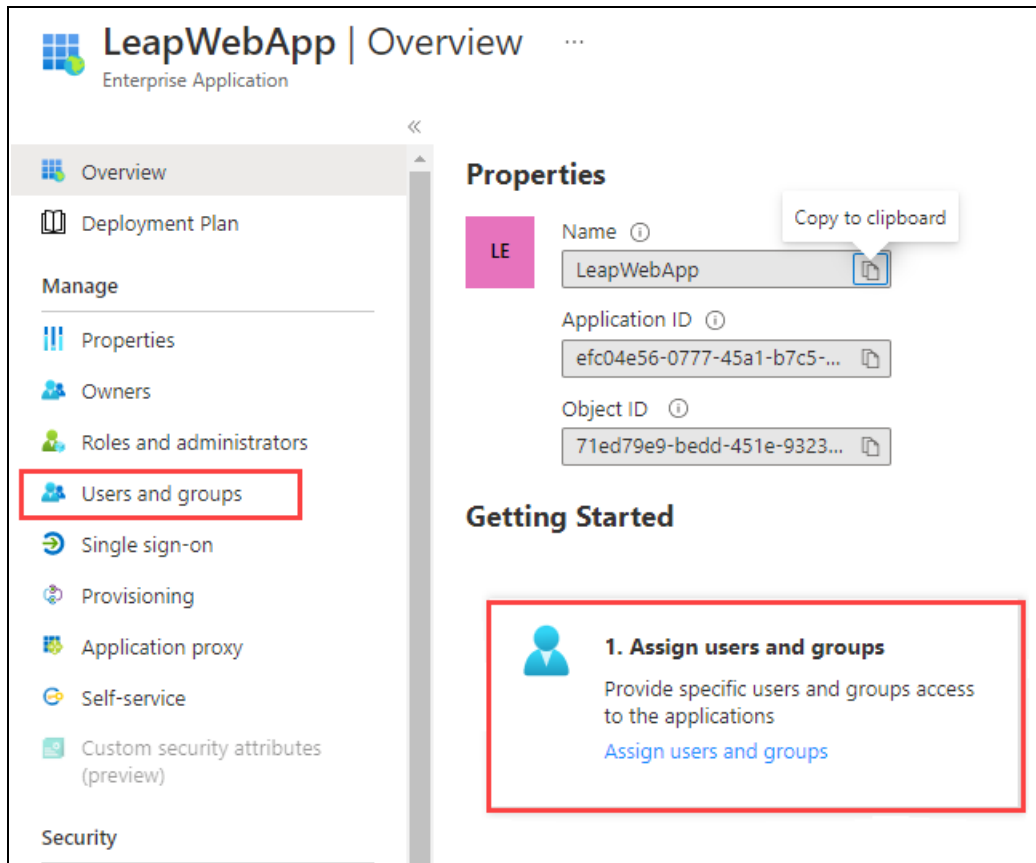 LeapWebApp | Overview ...
Enterprise Application
«
Overview
Deployment Plan
Manage
Properties
Owners
Roles and administrators
Users and groups
Single sign-on
Provisioning
Application proxy
Self-service
Custom security attributes
(preview)
Security
Properties
Copy to clipboard
LE
Name
LeapWebApp
Application ID
efc04e56-0777-45a1-b7c5-...
Object ID
71ed79e9-bedd-451e-9323...
Getting Started
1. Assign users and groups
Provide specific users and groups access
to the applications
Assign users and groups